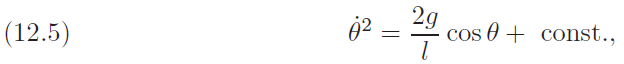 (12.5) θ̇² = 2g/l cos θ + const.,